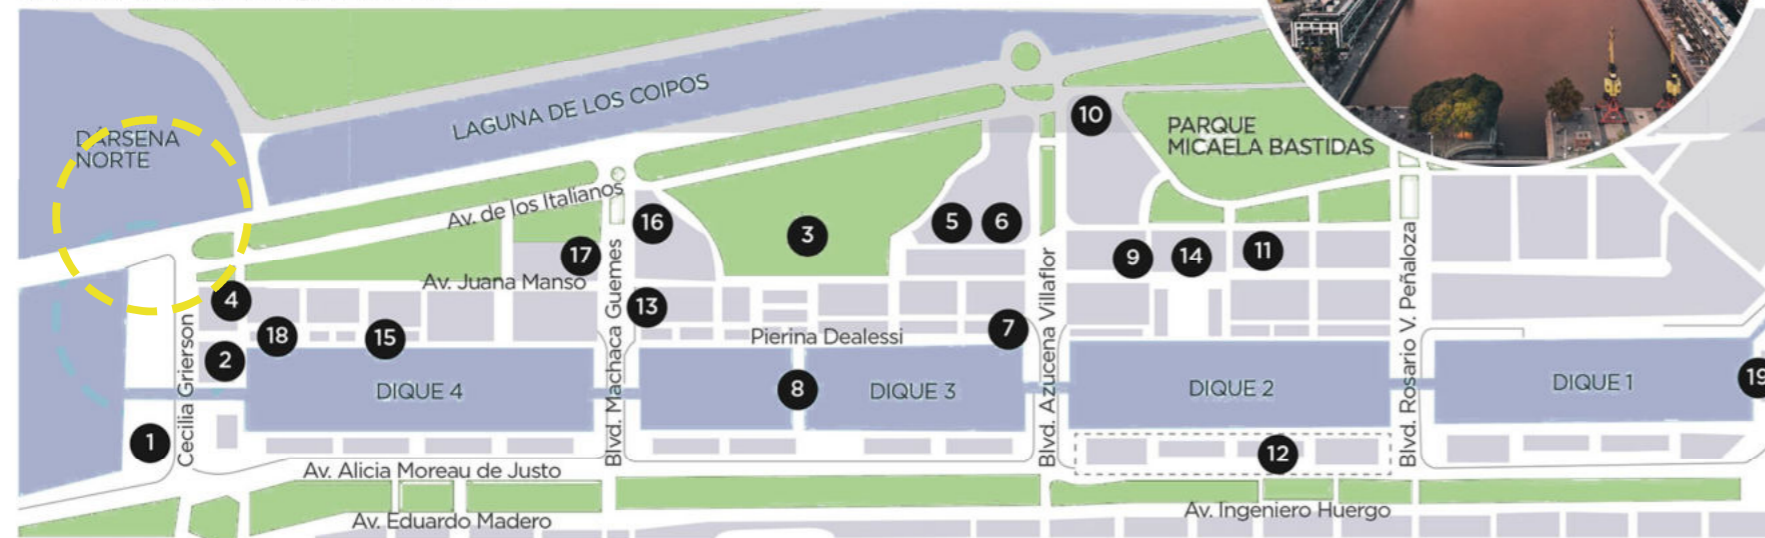 DÁRSENA
NORTE
LAGUNA DE LOS COIPOS
10
PARQUE
MICAELA BASTIDAS
Av. de los Italianos
16
3
5
6
17
9
14
11
Av. Juana Manso
4
13
18
15
Pierina Dealessi
7
2
DIQUE 4
8
DIQUE 3
DIQUE 2
DIQUE 1
19
1
Cecilia Grierson
Blvd. Machaca Guemes
Blvd. Azucena Villaflor
Blvd. Rosario V. Peñaloza
12
Av. Alicia Moreau de Justo
Av. Eduardo Madero
Av. Ingeniero Huergo